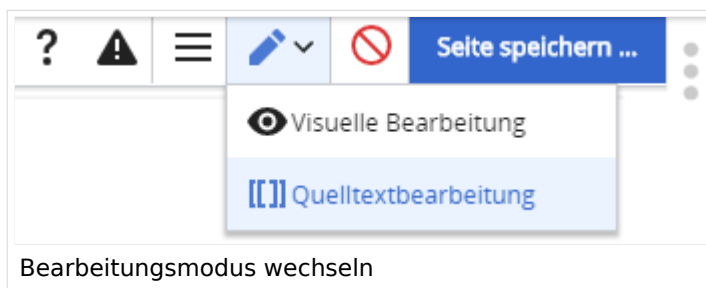 ? Seite speichern ...
Visuelle Bearbeitung
[[]] Quelltextbearbeitung
Bearbeitungsmodus wechseln